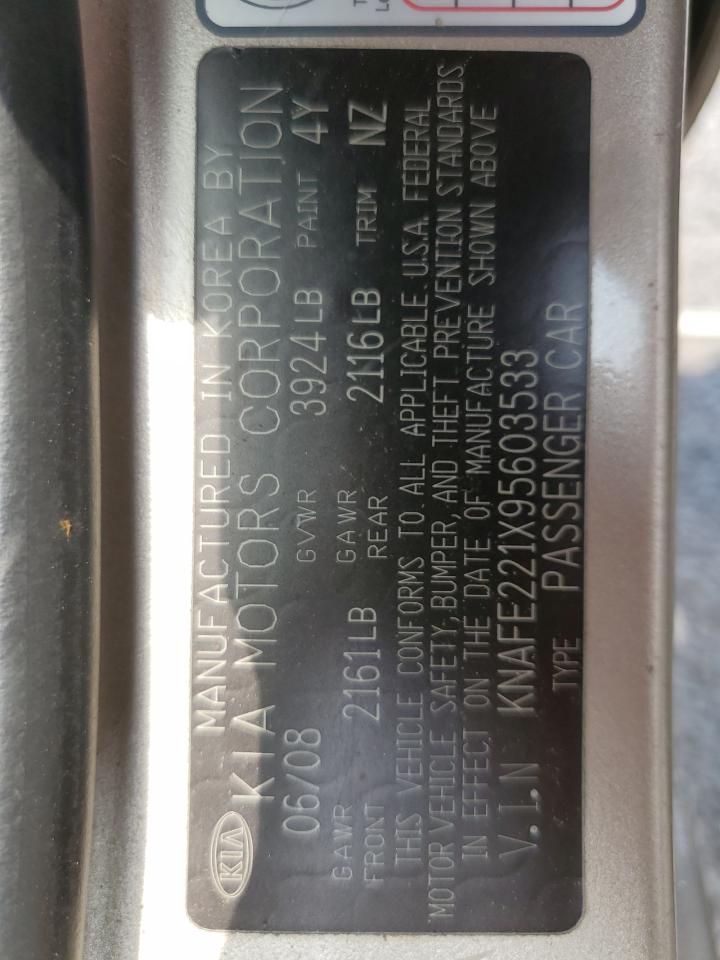 KIA
MANUFACTURED IN KOREA BY
KIA MOTORS CORPORATION
06/08 GVWR 3924LB PAINT 4Y
GAWR FRONT 2161LB GAWR REAR 2116LB TRIM NZ
THIS VEHICLE CONFORMS TO ALL APPLICABLE U.S.A. FEDERAL
MOTOR VEHICLE SAFETY, BUMPER, AND THEFT PREVENTION STANDARDS
IN EFFECT ON THE DATE OF MANUFACTURE SHOWN ABOVE
V.I.N KNAFE221X95603533
TYPE PASSENGER CAR